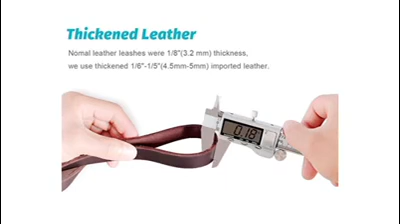 Thickened Leather
Nomal leather leashes were 1/8"(3.2 mm) thickness,
we use thickened 1/6"-1/5"(4.5mm-5mm) imported leather.
0.18